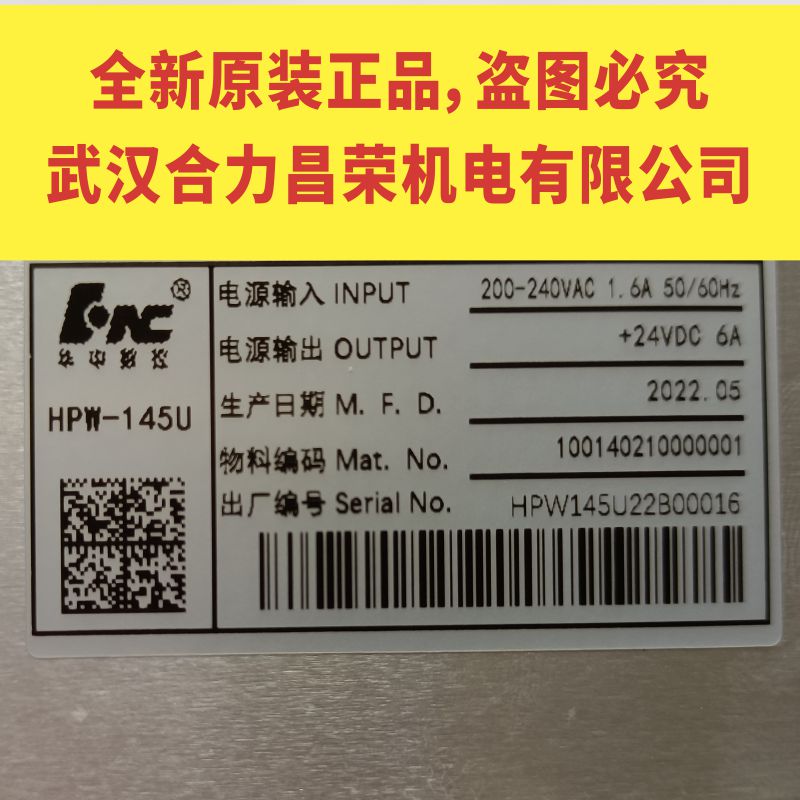 全新原装正品，盗图必究
武汉合力昌荣机电有限公司
HNC ®
华中数控
HPW-145U
电源输入 INPUT 200-240VAC 1.6A 50/60Hz
电源输出 OUTPUT +24VDC 6A
生产日期 M. F. D. 2022.05
物料编码 Mat. No. 100140210000001
出厂编号 Serial No. HPW145U22B00016